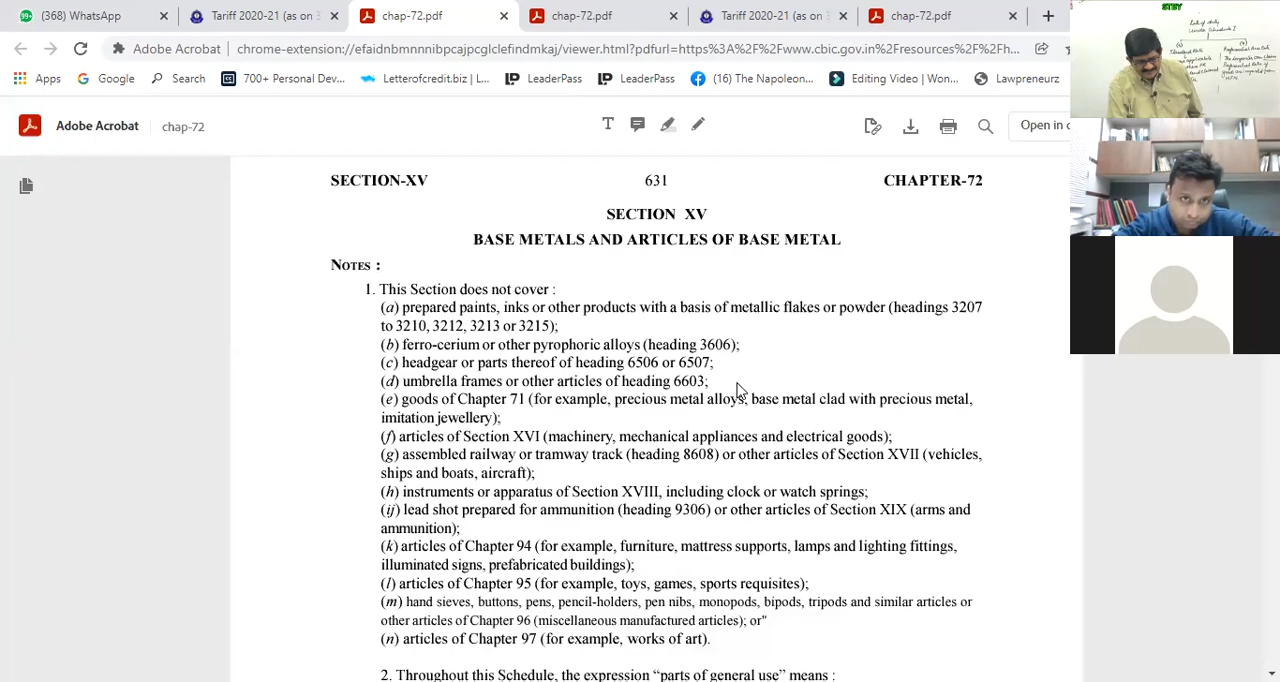 (368) WhatsApp
Tariff 2020-21 (as on
chap-72.pdf
chap-72.pdf
Tariff 2020-21 (as on
chap-72.pdf
Adobe Acrobat | chrome-extension://efaidnbmnnnibpcajpcglclefindmkaj/viewer.html?pdfurl=https%3A%2F%2Fwww.cbic.gov.in%2Fresources%2F%2Fh...
Apps
Google
Search
700+ Personal Dev...
Letterofcredit.biz | L...
LeaderPass
LeaderPass
(16) The Napoleon...
Editing Video | Won...
Lawpreneurz
Adobe Acrobat
chap-72
Open in
STBY
Rate of duty
Under Schedule I
SECTION-XV 631 CHAPTER-72
SECTION XV
BASE METALS AND ARTICLES OF BASE METAL
NOTES :
1. This Section does not cover :
(a) prepared paints, inks or other products with a basis of metallic flakes or powder (headings 3207
to 3210, 3212, 3213 or 3215);
(b) ferro-cerium or other pyrophoric alloys (heading 3606);
(c) headgear or parts thereof of heading 6506 or 6507;
(d) umbrella frames or other articles of heading 6603;
(e) goods of Chapter 71 (for example, precious metal alloys, base metal clad with precious metal,
imitation jewellery);
(f) articles of Section XVI (machinery, mechanical appliances and electrical goods);
(g) assembled railway or tramway track (heading 8608) or other articles of Section XVII (vehicles,
ships and boats, aircraft);
(h) instruments or apparatus of Section XVIII, including clock or watch springs;
(ij) lead shot prepared for ammunition (heading 9306) or other articles of Section XIX (arms and
ammunition);
(k) articles of Chapter 94 (for example, furniture, mattress supports, lamps and lighting fittings,
illuminated signs, prefabricated buildings);
(l) articles of Chapter 95 (for example, toys, games, sports requisites);
(m) hand sieves, buttons, pens, pencil-holders, pen nibs, monopods, bipods, tripods and similar articles or
other articles of Chapter 96 (miscellaneous manufactured articles); or"
(n) articles of Chapter 97 (for example, works of art).
2. Throughout this Schedule, the expression “parts of general use” means :